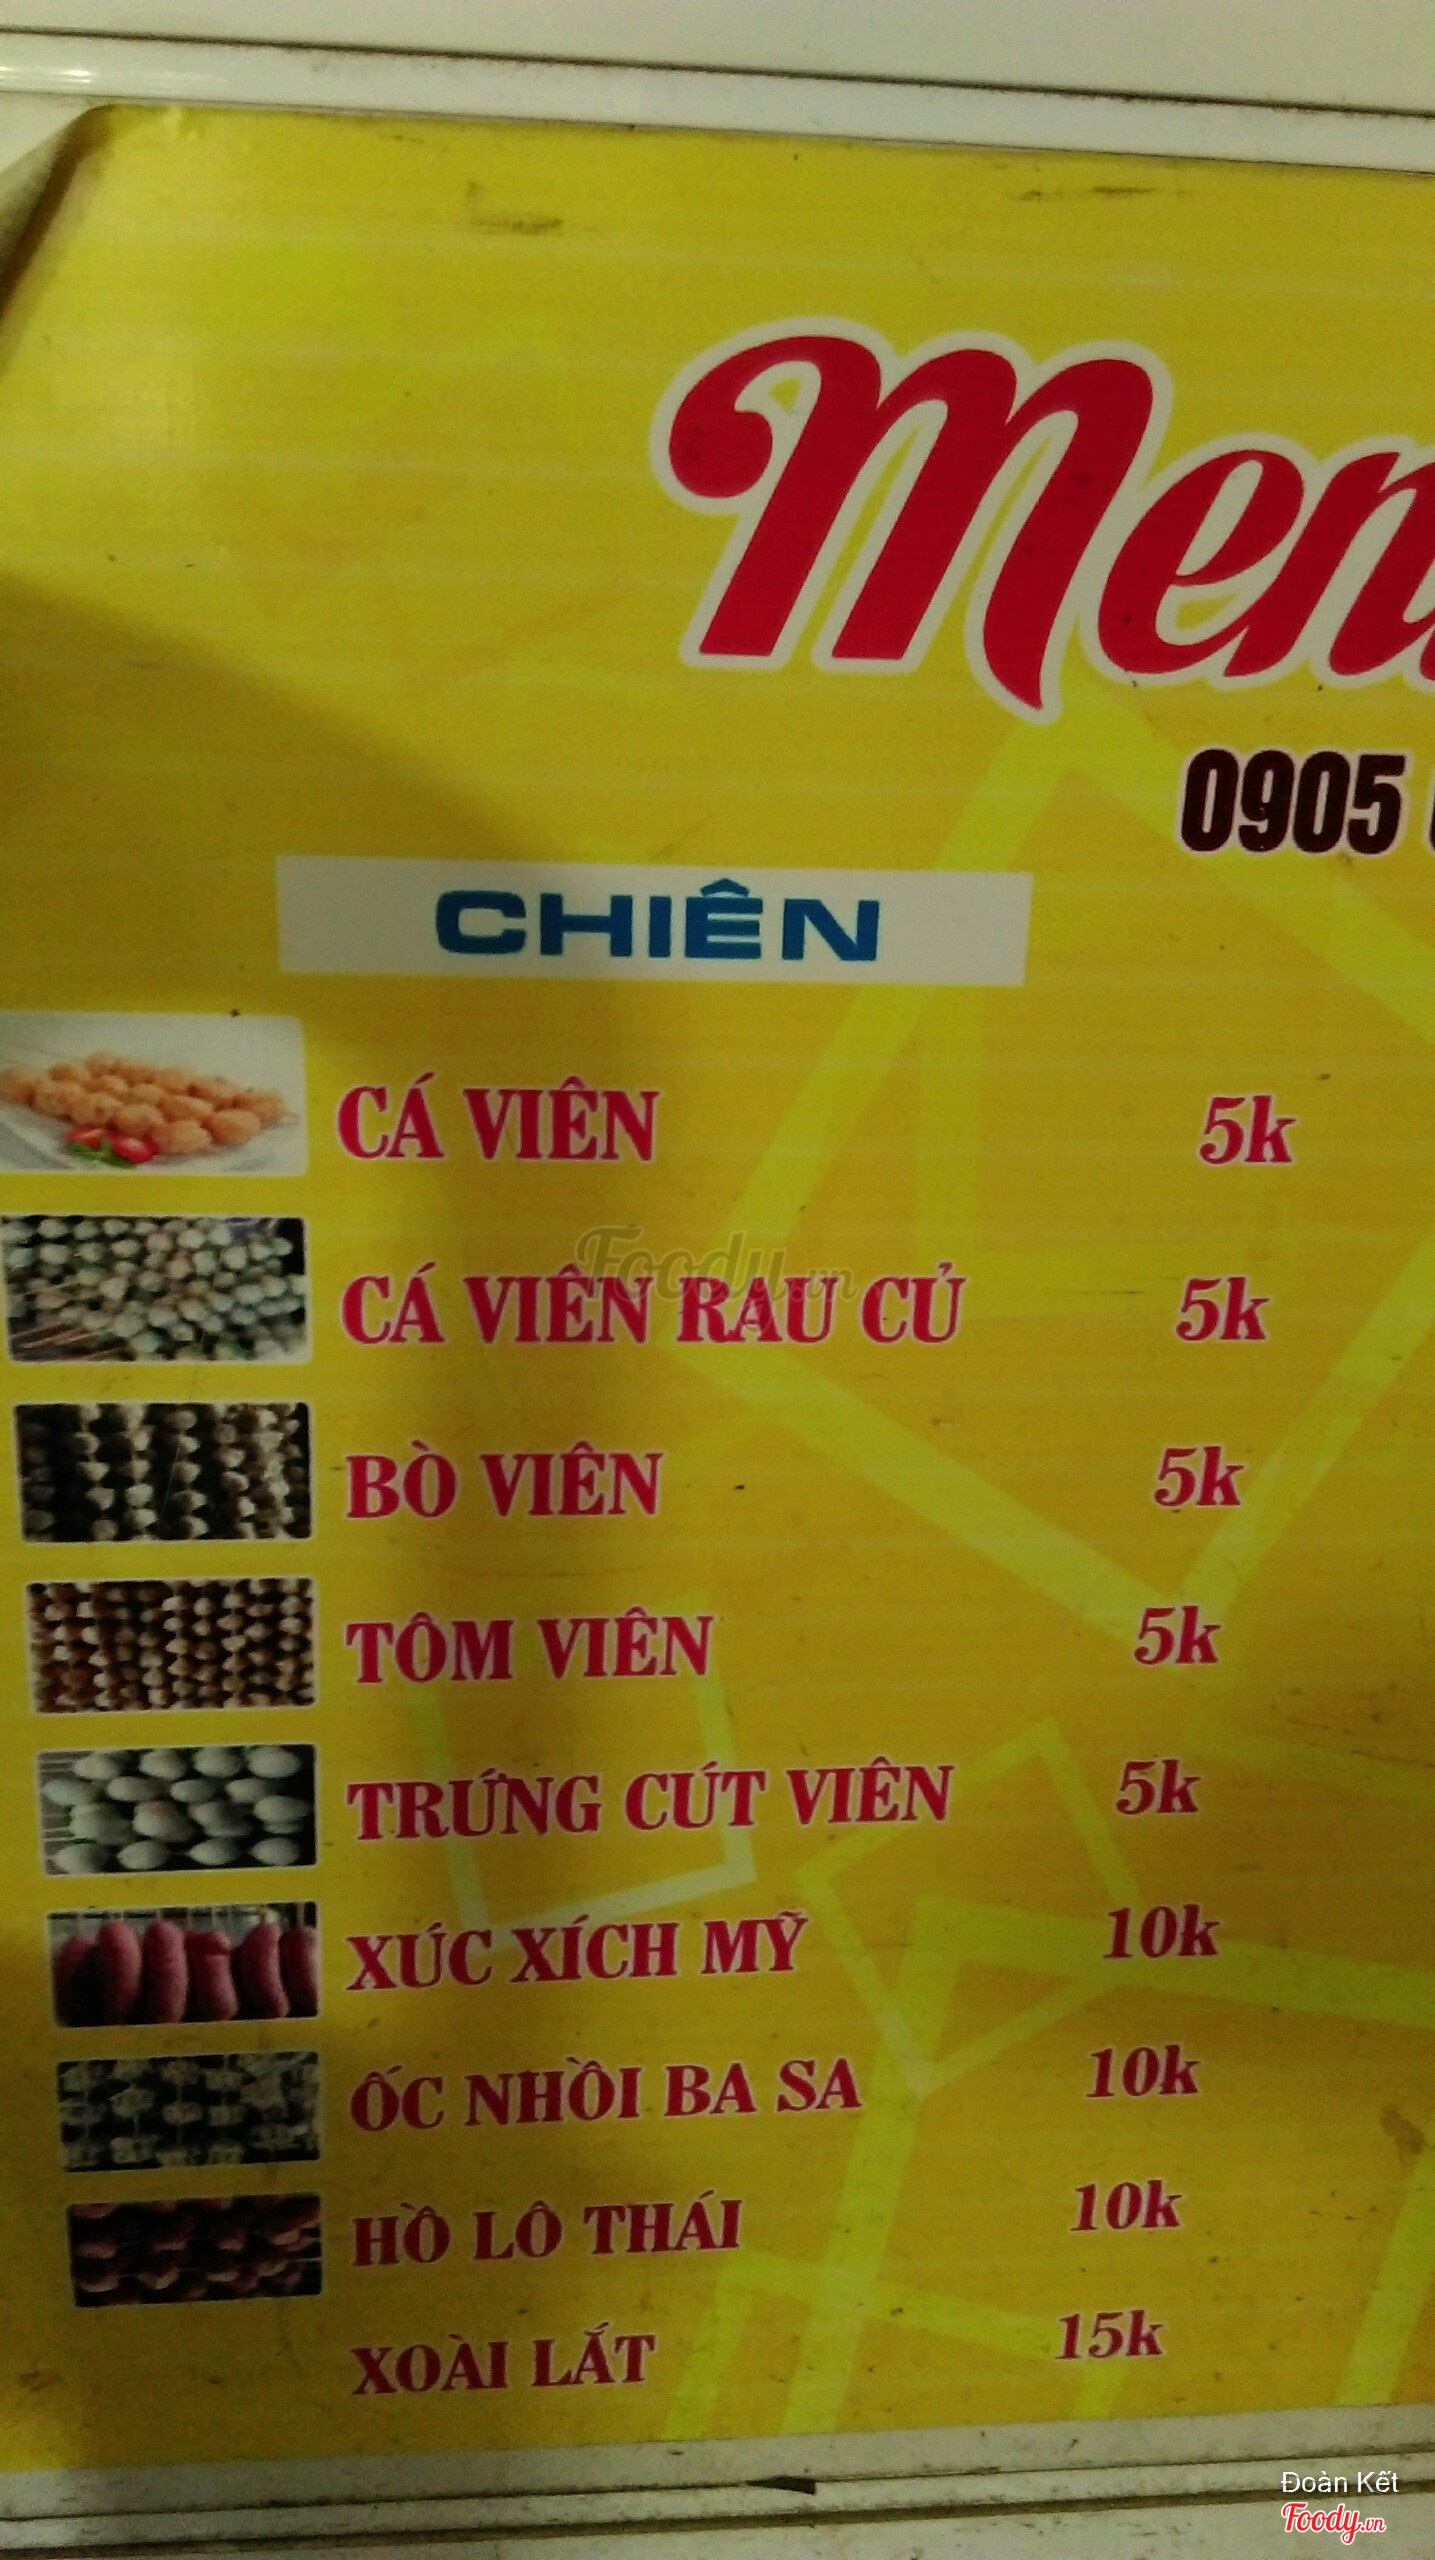 Men
0905
CHIÊN
CÁ VIÊN 5k
CÁ VIÊN RAU CỦ 5k
BÒ VIÊN 5k
TÔM VIÊN 5k
TRỨNG CÚT VIÊN 5k
XÚC XÍCH MỸ 10k
ỐC NHỒI BA SA 10k
HỒ LÔ THÁI 10k
XOÀI LẮT 15k
Foody.vn
Đoàn Kết
Foody.vn